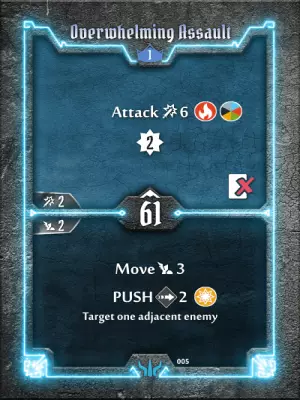 Overwhelming Assault
1
Attack 6
2
2
61
2
Move 3
PUSH 2
Target one adjacent enemy
005